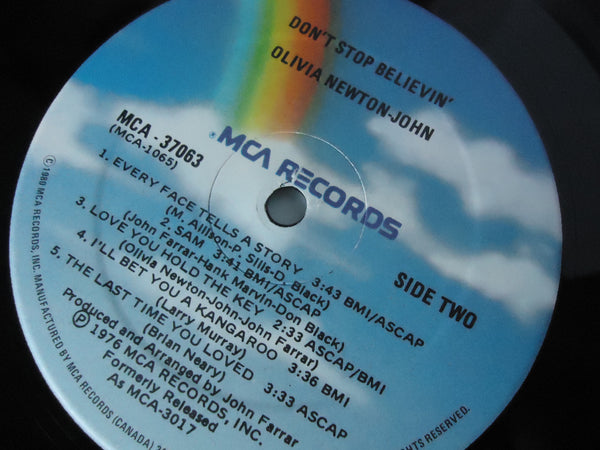 DON'T STOP BELIEVIN'
OLIVIA NEWTON-JOHN
MCA RECORDS
MCA - 37063
(MCA-1065)
SIDE TWO
1. EVERY FACE TELLS A STORY 3:43 BMI/ASCAP
(M. Allison-P. Sills-D. Black)
2. SAM 3:41 BMI/ASCAP
(John Farrar-Hank Marvin-Don Black)
3. LOVE YOU HOLD THE KEY 2:33 ASCAP/BMI
(Olivia Newton-John-John Farrar)
4. I'LL BET YOU A KANGAROO 3:36 BMI
(Larry Murray)
5. THE LAST TIME YOU LOVED 3:33 ASCAP
(Brian Neary)
Produced and Arranged by John Farrar
Ⓟ 1976 MCA RECORDS, INC.
Formerly Released
As MCA-3017
©1980 MCA RECORDS, INC. MANUFACTURED BY MCA RECORDS (CANADA)
RESERVED.